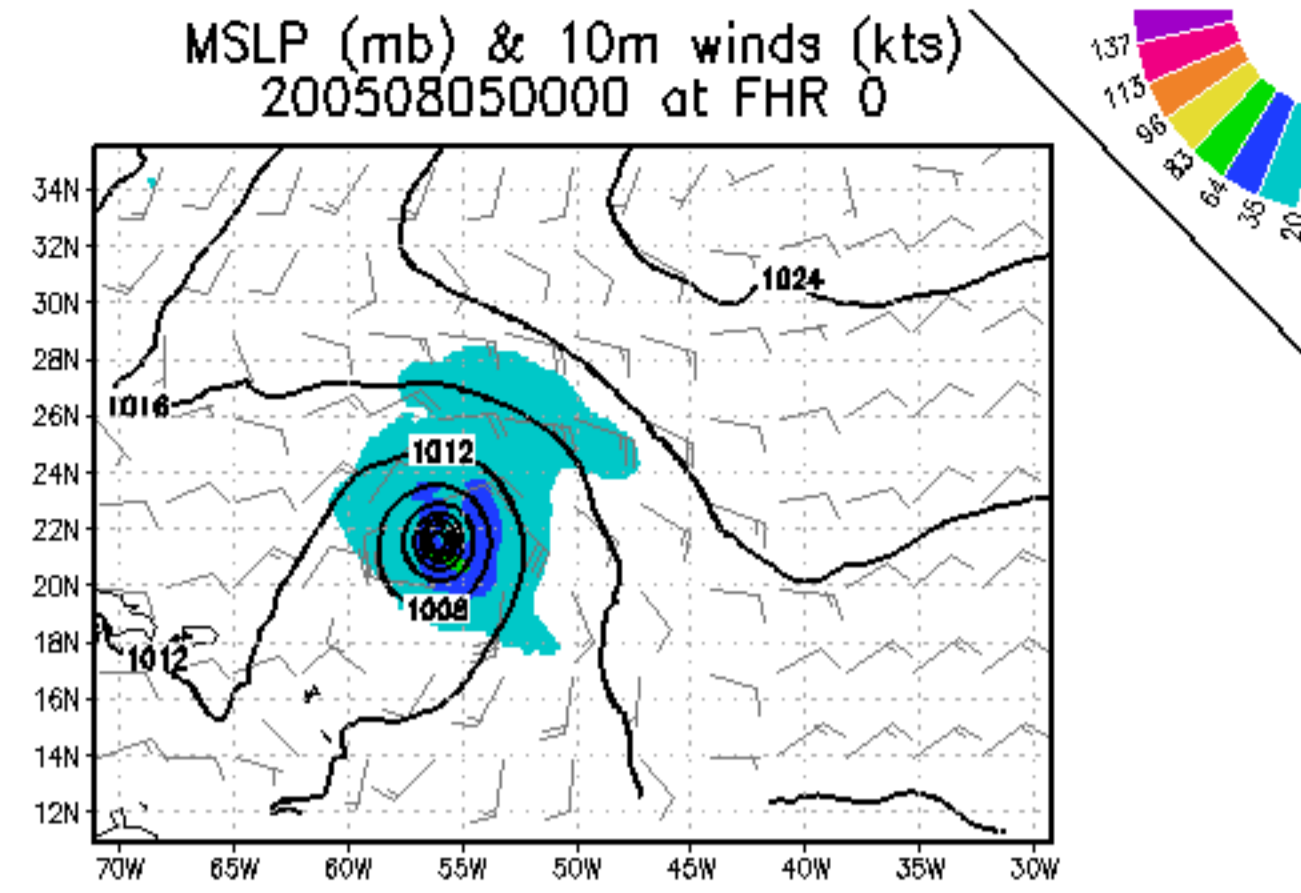 MSLP (mb) & 10m winds (kts)
200508050000 at FHR 0
137
113
96
83
64
35
20
34N
32N
30N
28N
26N
24N
22N
20N
18N
16N
14N
12N
1024
1016
1012
1008
1012
70W 65W 60W 55W 50W 45W 40W 35W 30W